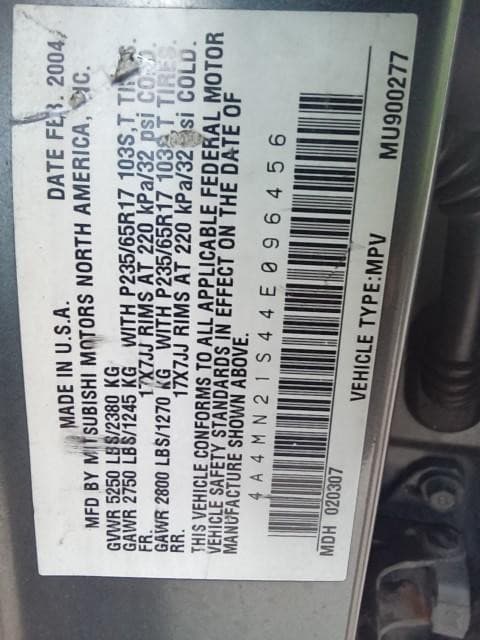 MADE IN U.S.A. DATE FEB, 2004
MFD BY MITSUBISHI MOTORS NORTH AMERICA, INC.
GVWR 5250 LBS/2380 KG
GAWR 2750 LBS/1245 KG WITH P235/65R17 103S,T TIRES
FR. 17X7JJ RIMS AT 220 kPa/32 psi COLD.
GAWR 2800 LBS/1270 KG WITH P235/65R17 103S,T TIRES.
RR. 17X7JJ RIMS AT 220 kPa/32 psi COLD.
THIS VEHICLE CONFORMS TO ALL APPLICABLE FEDERAL MOTOR
VEHICLE SAFETY STANDARDS IN EFFECT ON THE DATE OF
MANUFACTURE SHOWN ABOVE.
4A4MN21S44E096456
MDH 020307 VEHICLE TYPE:MPV MU900277